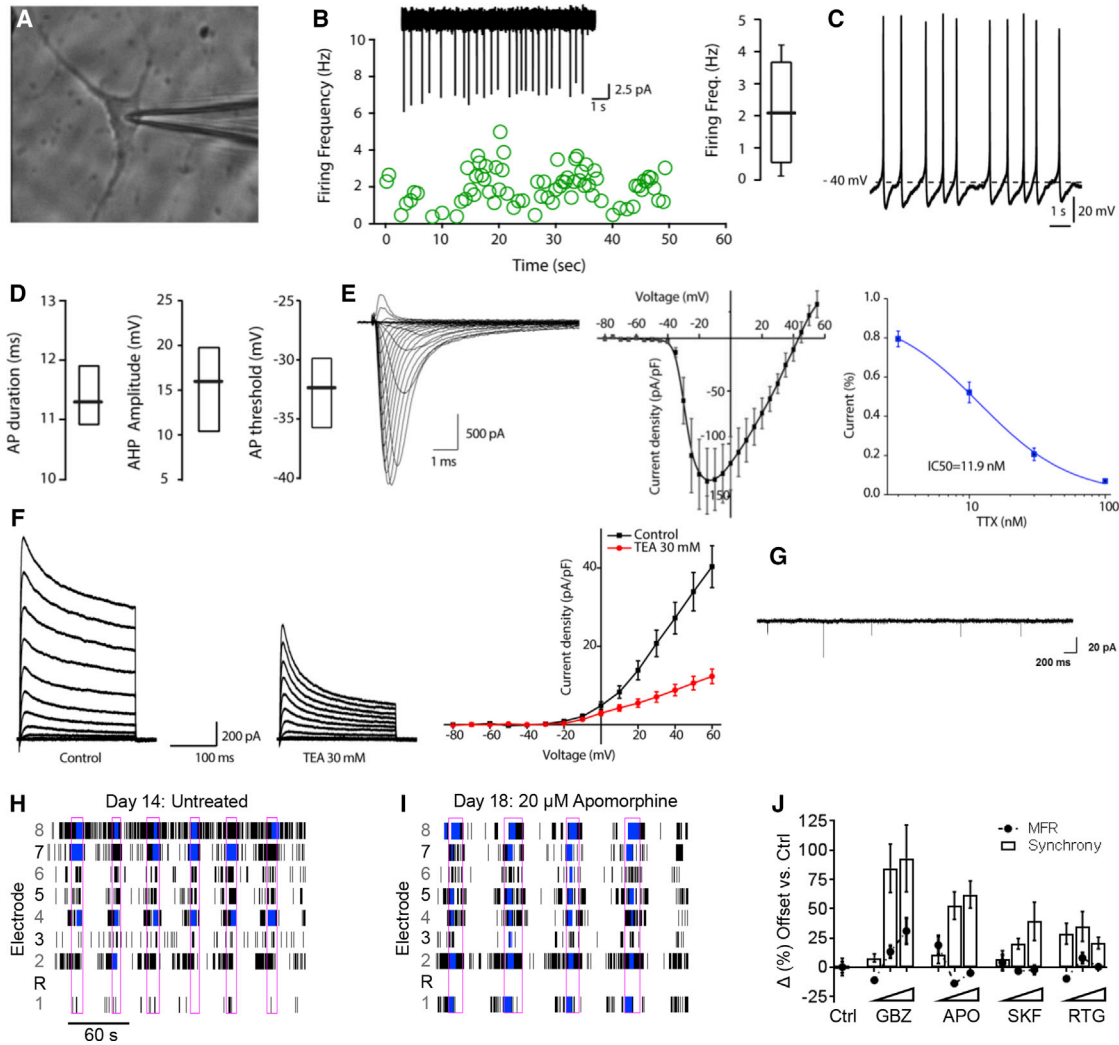 A
B
10
8
6
4
2
0
Firing Frequency (Hz)
0 10 20 30 40 50 60
Time (sec)
2.5 pA
1 s
Firing Freq. (Hz)
5
4
3
2
1
0
C
- 40 mV
1 s
20 mV
D
AP duration (ms)
13
12
11
10
AHP Amplitude (mV)
25
20
15
10
5
AP threshold (mV)
-25
-30
-35
-40
E
500 pA
1 ms
Voltage (mV)
-80 -60 -40 -20 20 40 60
Current density (pA/pF)
-50
-100
-150
Current (%)
1.0
0.8
0.6
0.4
0.2
0.0
IC50=11.9 nM
10 100
TTX (nM)
F
Control
200 pA
100 ms
TEA 30 mM
Control
TEA 30 mM
Current density (pA/pF)
40
20
-80 -60 -40 -20 0 20 40 60
Voltage (mV)
G
20 pA
200 ms
H
Day 14: Untreated
Electrode
8
7
6
5
4
3
2
R
1
60 s
I
Day 18: 20 µM Apomorphine
Electrode
8
7
6
5
4
3
2
R
1
J
MFR
Synchrony
Δ (%) Offset vs. Ctrl
125
100
75
50
25
0
-25
Ctrl GBZ APO SKF RTG